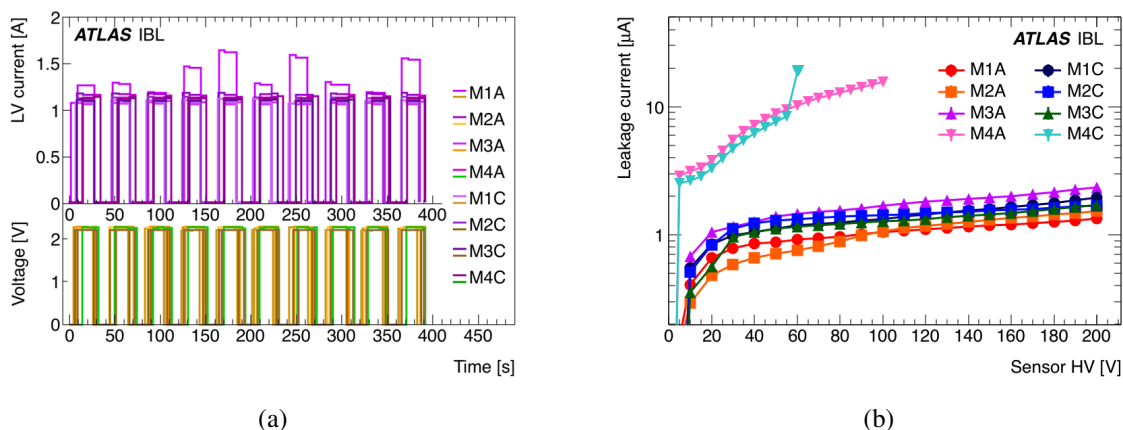 ATLAS IBL
LV current [A]
2
1.5
1
0.5
0
0 50 100 150 200 250 300 350 400
Voltage [V]
2
1
0
0 50 100 150 200 250 300 350 400 450
Time [s]
M1A
M2A
M3A
M4A
M1C
M2C
M3C
M4C
(a)
ATLAS IBL
Leakage current [µA]
10
1
M1A M1C
M2A M2C
M3A M3C
M4A M4C
0 20 40 60 80 100 120 140 160 180 200
Sensor HV [V]
(b)